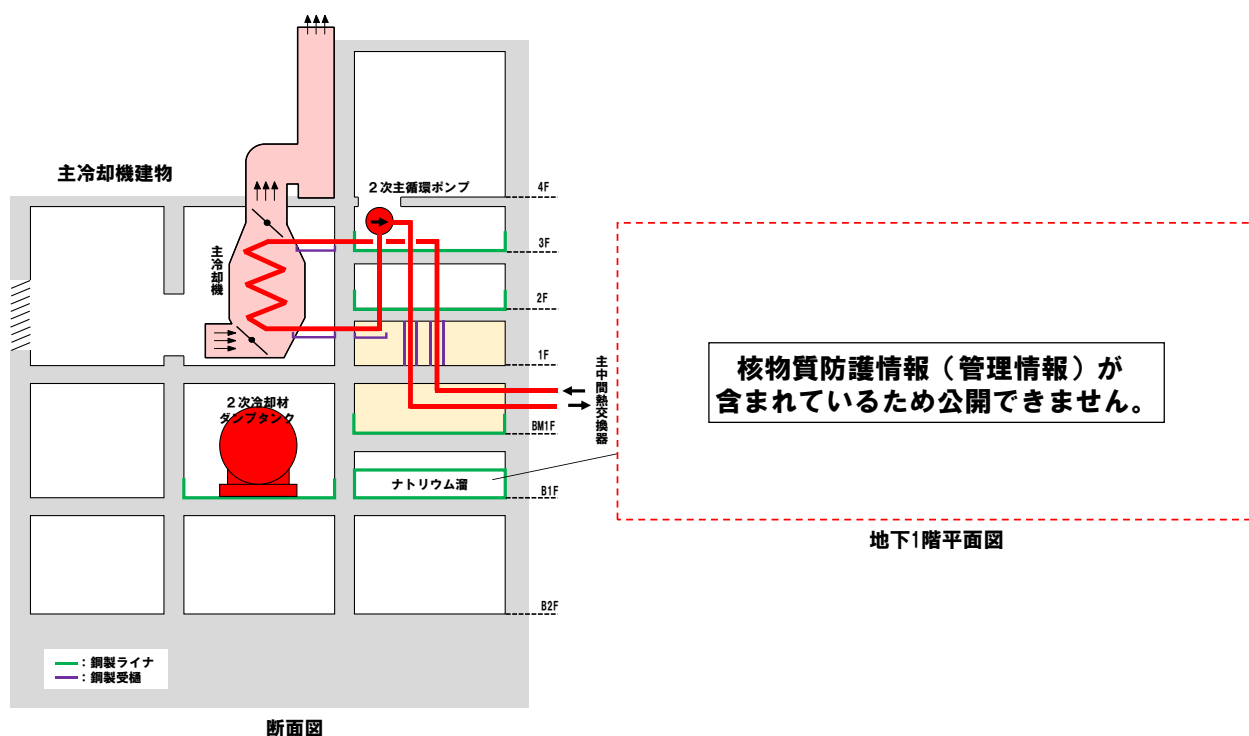 主冷却機建物
２次主循環ポンプ
4F
主冷却機
3F
2F
1F
主中間熱交換器
２次冷却材
ダンプタンク
BM1F
ナトリウム溜
B1F
B2F
：鋼製ライナ
：鋼製受樋
断面図
核物質防護情報（管理情報）が
含まれているため公開できません。
地下1階平面図